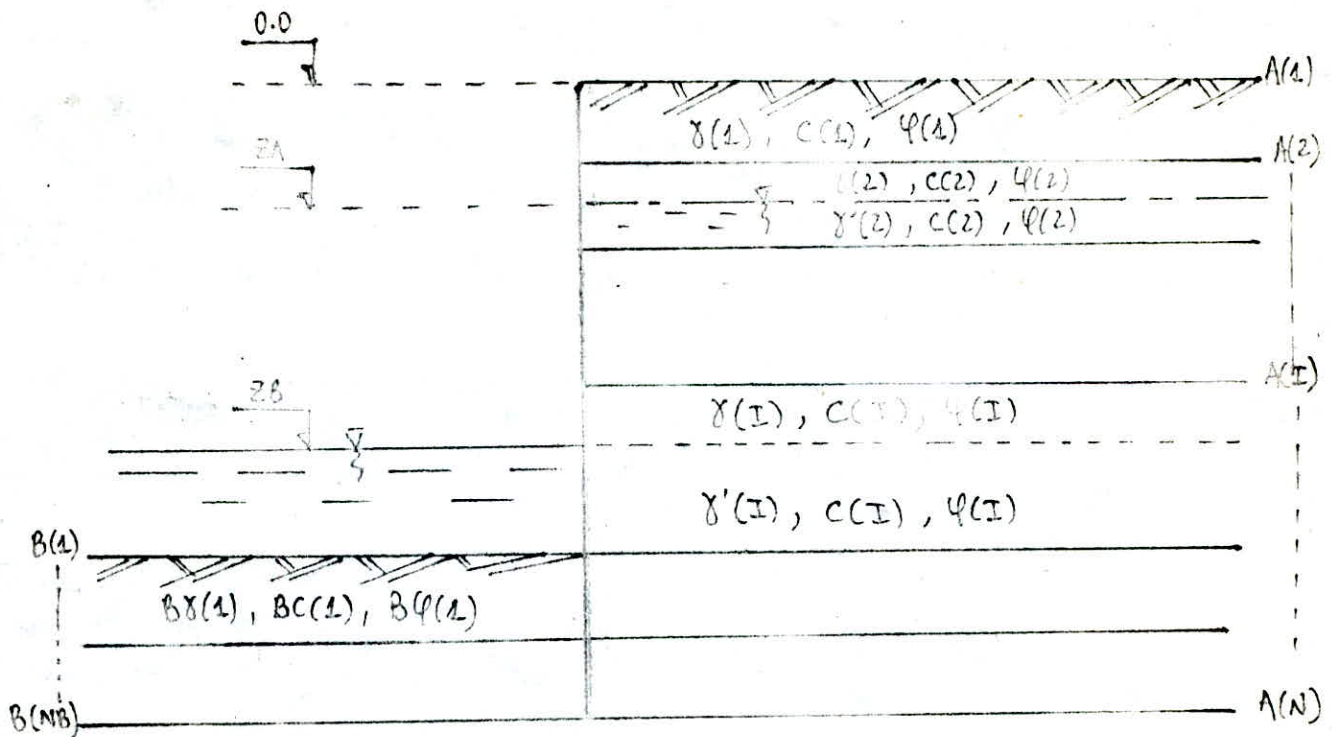 0.0
A(1)
γ(1), C(1), φ(1)
ZA
A(2)
(2), C(2), φ(2)
γ'(2), C(2), φ(2)
A(I)
ZB
γ(I), C(I), φ(I)
γ'(I), C(I), φ(I)
B(1)
Bγ(1), BC(1), Bφ(1)
B(NB)
A(N)